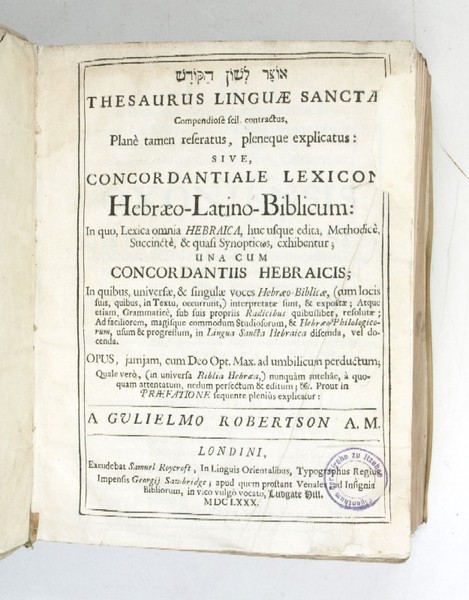 אוצר לשון הקודש
THESAURUS LINGUÆ SANCTA
Compendiosè scil. contractus,
Planè tamen reseratus, pleneque explicatus:
SIVE,
CONCORDANTIALE LEXICON
Hebræo-Latino-Biblicum:
In quo, Lexica omnia HEBRAICA, huc usque edita, Methodicè,
Succinctè, & quasi Synopticωs, exhibentur;
UNA CUM
CONCORDANTIIS HEBRAICIS;
In quibus, universæ, & singulæ voces Hebræo-Biblicæ, (cum locis
suis, quibus, in Textu, occurrunt,) interpretatæ sunt, & expositæ; Atque
etiam, Grammaticè, sub suis propriis Radicibus quibuslibet, resolutæ;
Ad faciliorem, magisque commodum Studiosorum, & Hebræo Philologico-
rum, usum & progressum, in Lingua Sancta Hebraica discenda, vel do-
cenda.
OPUS, jamjam, cum Deo Opt. Max. ad umbilicum perductum;
Quale verò, (in universa Biblia Hebræa,) nunquàm antehàc, à quo-
quam attentatum, nedum perfectum & editum; &c. Prout in
PRÆFATIONE sequente pleniùs explicatur:
A GVLIELMO ROBERTSON A. M.
LONDINI,
Excudebat Samuel Roycroft, In Linguis Orientalibus, Typographus Regius
Impensis Georgij Sawbridge; apud quem prostant Venales ad Insignia
Bibliorum, in vico vulgò vocato, Ludgate Hill.
MDCLXXX.
zu Itzehoe
Eigenthum